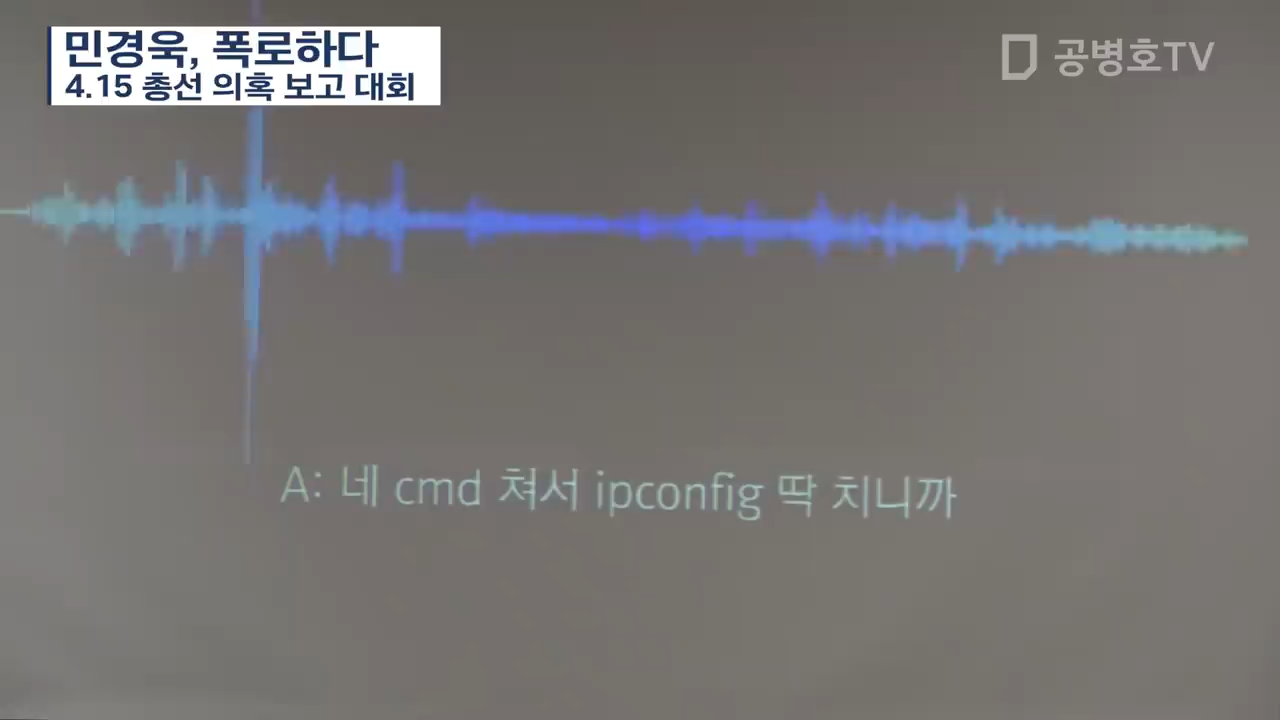 민경욱, 폭로하다
4.15 총선 의혹 보고 대회
공병호TV
A: 네 cmd 쳐서 ipconfig 딱 치니까